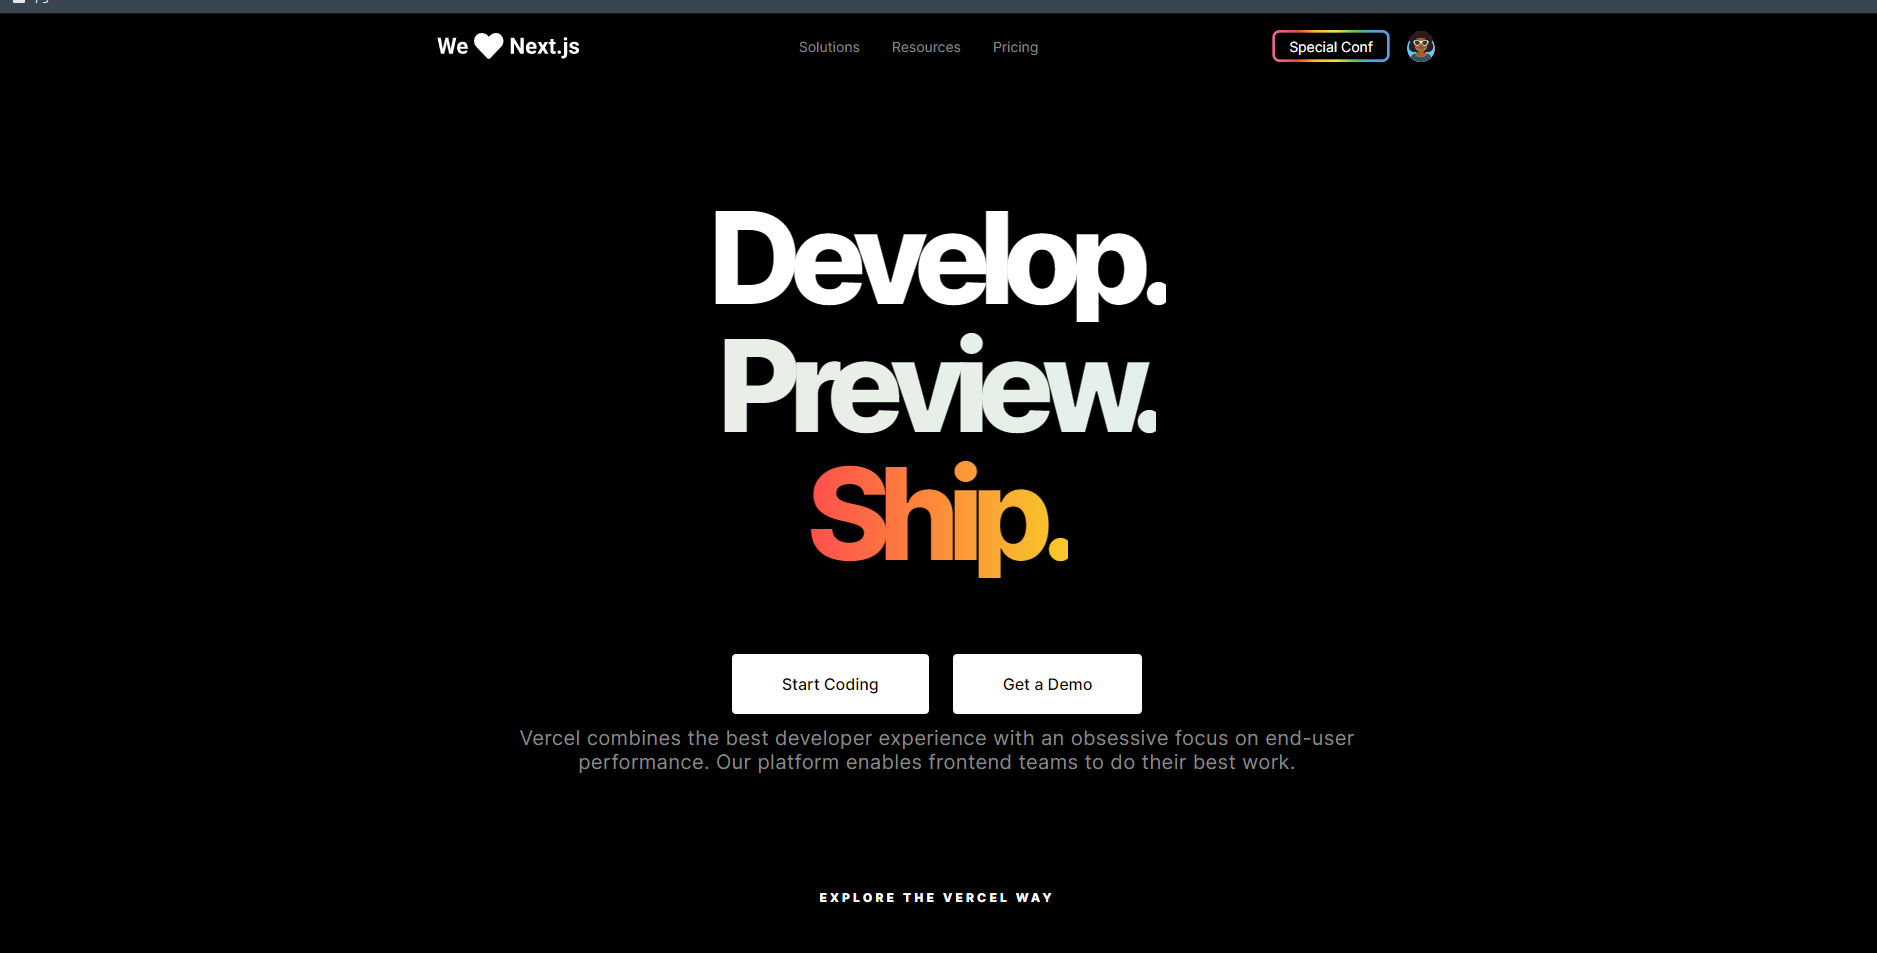 We Next.js
Solutions Resources Pricing
Special Conf
Develop.
Preview.
Ship.
Start Coding
Get a Demo
Vercel combines the best developer experience with an obsessive focus on end-user
performance. Our platform enables frontend teams to do their best work.
EXPLORE THE VERCEL WAY